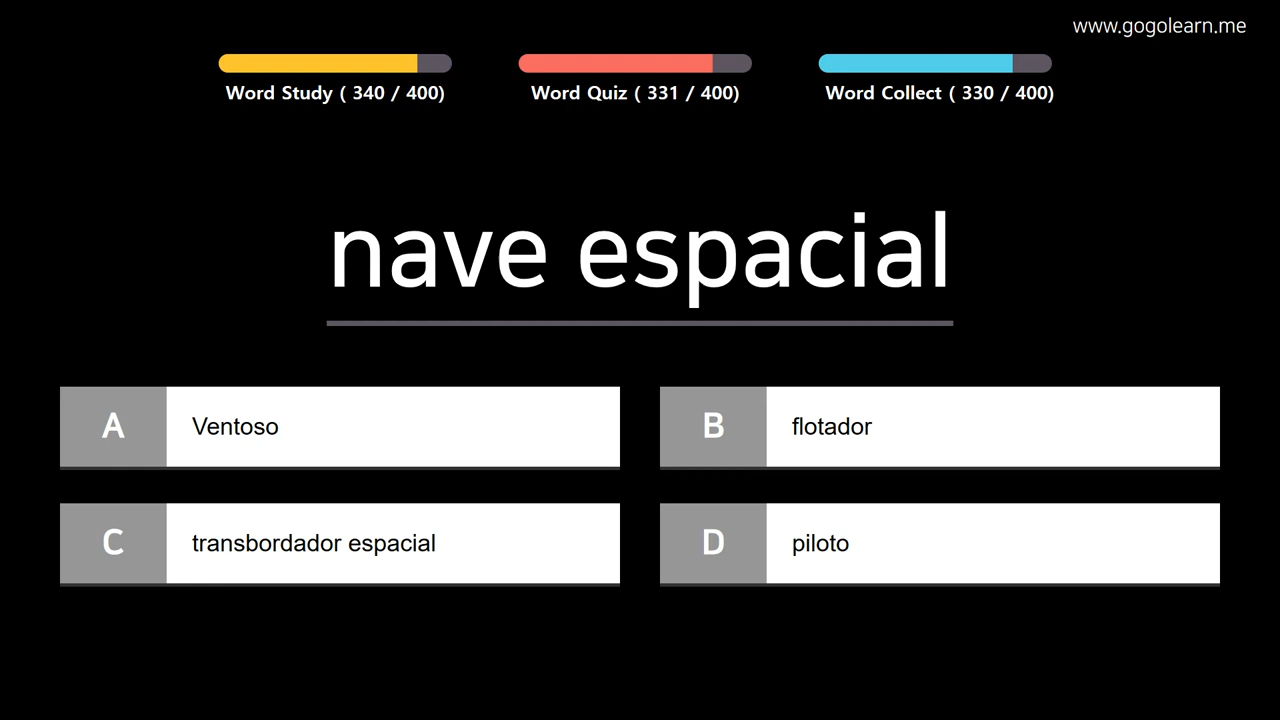 www.gogolearn.me
Word Study ( 340 / 400)
Word Quiz ( 331 / 400)
Word Collect ( 330 / 400)
nave espacial
A Ventoso
B flotador
C transbordador espacial
D piloto